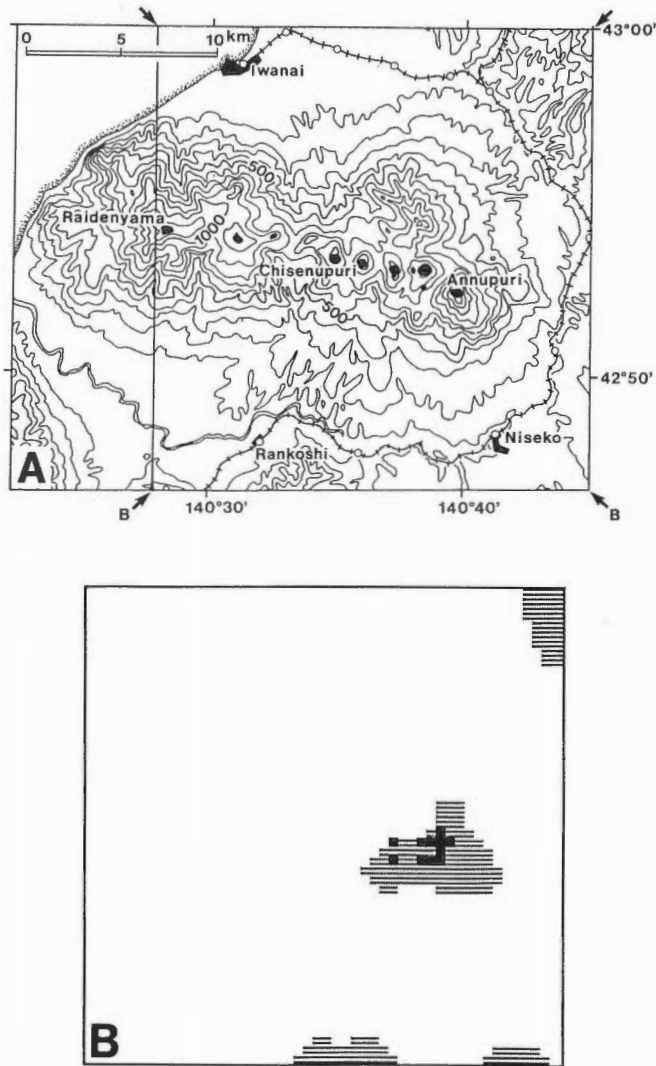 0 5 10 km
43°00'
Iwanai
500
Raidenyama
1000
Chisenupuri
Annupuri
500
42°50'
Niseko
Rankoshi
A
B
B
140°30'
140°40'
B